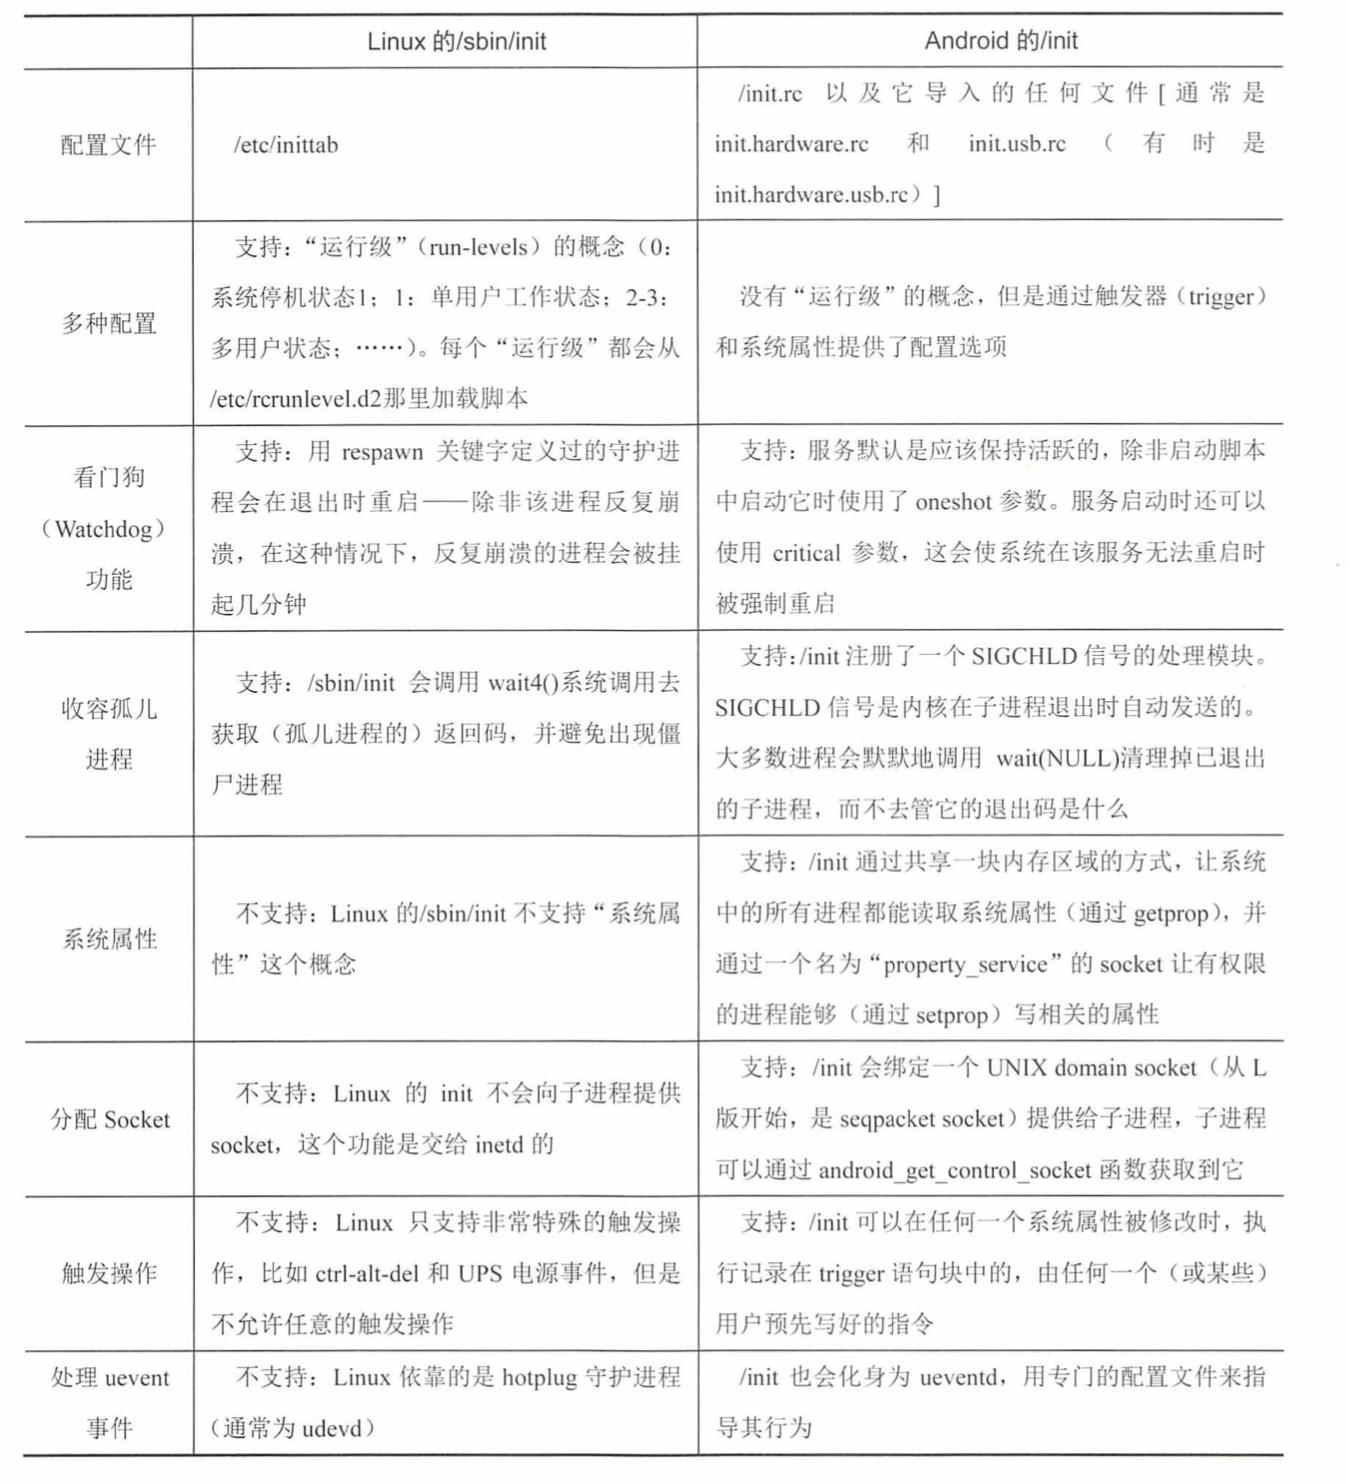 Linux 的/sbin/init
Android 的/init
配置文件
/etc/inittab
/init.rc 以及它导入的任何文件[通常是
init.hardware.rc 和 init.usb.rc（有时是
init.hardware.usb.rc）]
多种配置
支持：“运行级”（run-levels）的概念（0：
系统停机状态1；1：单用户工作状态；2-3：
多用户状态；……）。每个“运行级”都会从
/etc/rcrunlevel.d2那里加载脚本
没有“运行级”的概念，但是通过触发器（trigger）
和系统属性提供了配置选项
看门狗
（Watchdog）
功能
支持：用 respawn 关键字定义过的守护进
程会在退出时重启——除非该进程反复崩
溃，在这种情况下，反复崩溃的进程会被挂
起几分钟
支持：服务默认是应该保持活跃的，除非启动脚本
中启动它时使用了 oneshot 参数。服务启动时还可以
使用 critical 参数，这会使系统在该服务无法重启时
被强制重启
收容孤儿
进程
支持：/sbin/init 会调用 wait4()系统调用去
获取（孤儿进程的）返回码，并避免出现僵
尸进程
支持：/init 注册了一个 SIGCHLD 信号的处理模块。
SIGCHLD 信号是内核在子进程退出时自动发送的。
大多数进程会默默地调用 wait(NULL)清理掉已退出
的子进程，而不去管它的退出码是什么
系统属性
不支持：Linux 的/sbin/init 不支持“系统属
性”这个概念
支持：/init 通过共享一块内存区域的方式，让系统
中的所有进程都能读取系统属性（通过 getprop），并
通过一个名为“property_service”的 socket 让有权限
的进程能够（通过 setprop）写相关的属性
分配 Socket
不支持：Linux 的 init 不会向子进程提供
socket，这个功能是交给 inetd 的
支持：/init 会绑定一个 UNIX domain socket（从 L
版开始，是 seqpacket socket）提供给子进程，子进程
可以通过 android_get_control_socket 函数获取到它
触发操作
不支持：Linux 只支持非常特殊的触发操
作，比如 ctrl-alt-del 和 UPS 电源事件，但是
不允许任意的触发操作
支持：/init 可以在任何一个系统属性被修改时，执
行记录在 trigger 语句块中的，由任何一个（或某些）
用户预先写好的指令
处理 uevent
事件
不支持：Linux 依靠的是 hotplug 守护进程
（通常为 udevd）
/init 也会化身为 ueventd，用专门的配置文件来指
导其行为